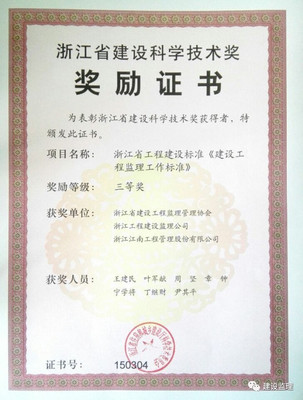 浙江省建设科学技术奖
奖励证书
为表彰浙江省建设科学技术奖获得者，特
颁发此证书。
项目名称： 浙江省工程建设标准《建设工
程监理工作标准》
奖励等级： 三等奖
获奖单位： 浙江省建设工程监理管理协会
浙江工程建设监理公司
浙江江南工程管理股份有限公司
获奖人员： 王建民 叶军献 周 坚 章 钟
宁学将 丁继财 尹其平
证书号： 150304
建设监理